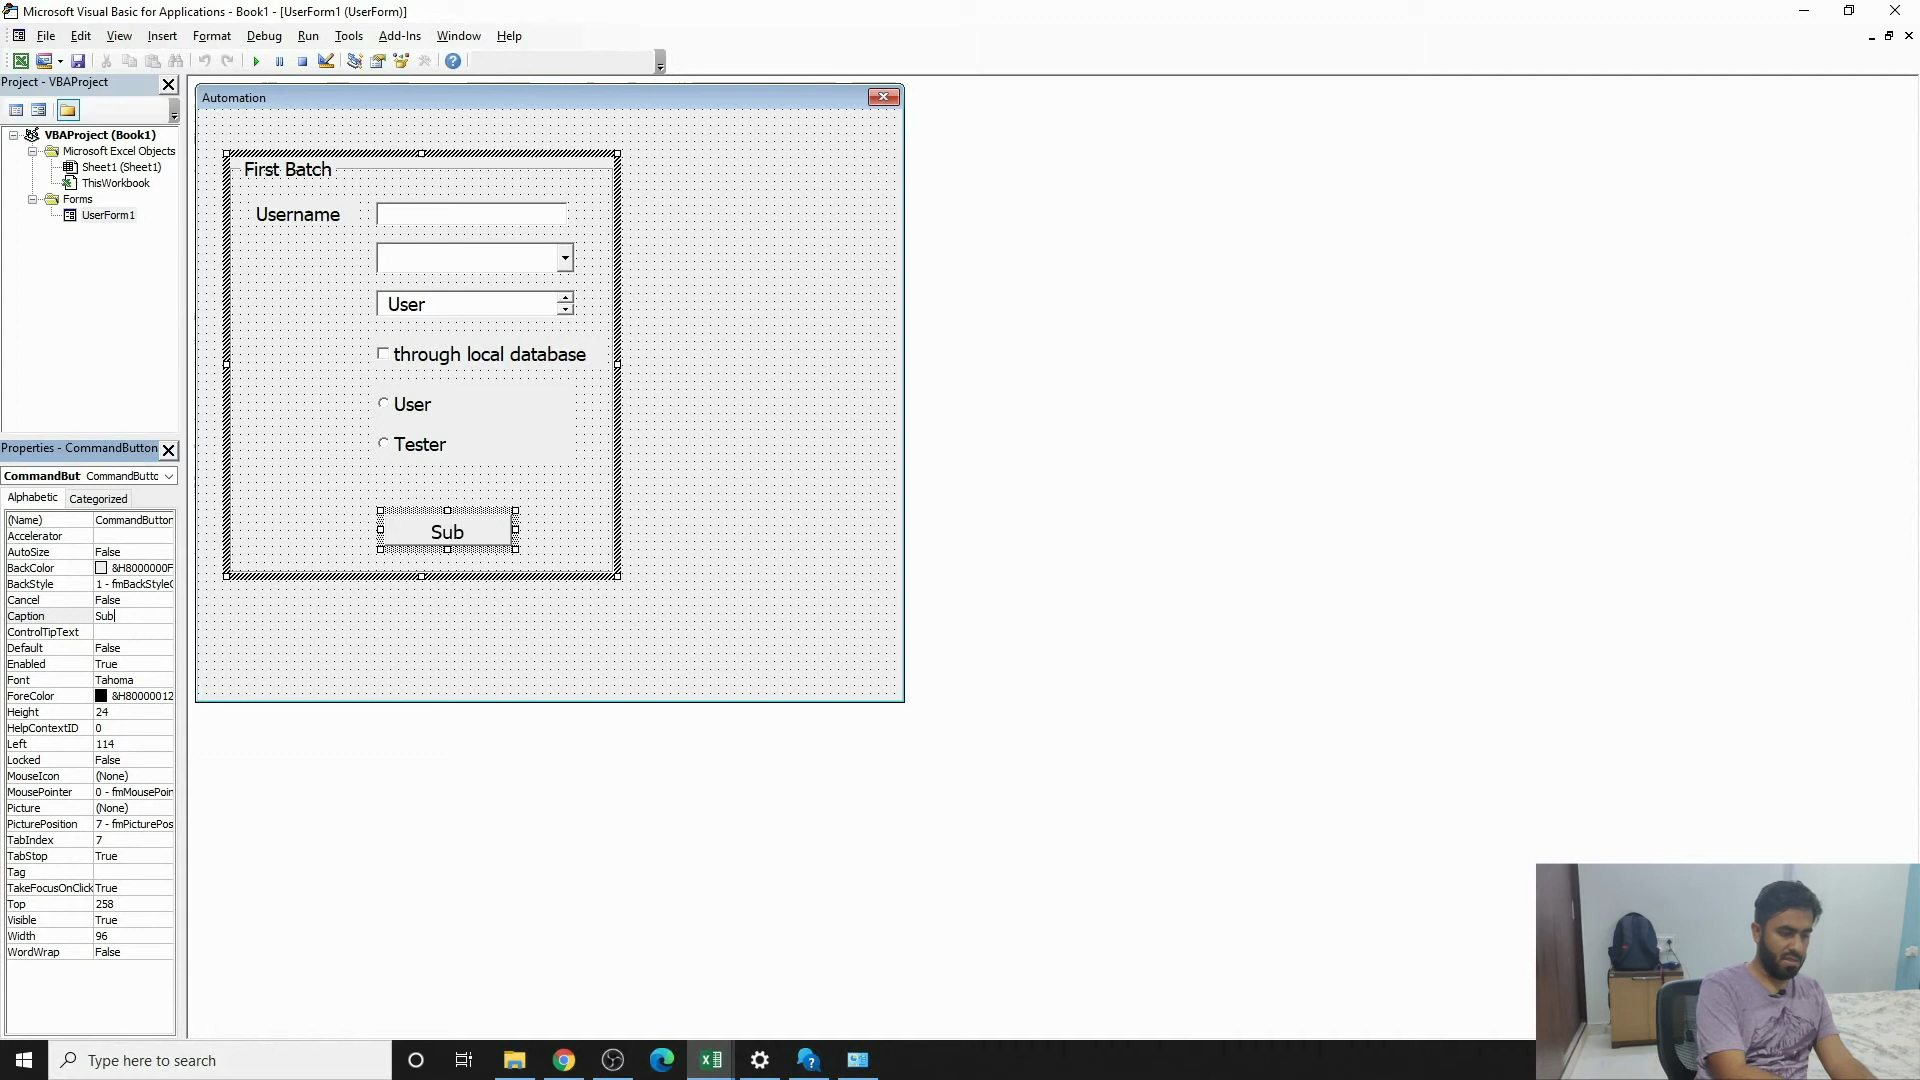 Microsoft Visual Basic for Applications - Book1 - [UserForm1 (UserForm)]
File Edit View Insert Format Debug Run Tools Add-Ins Window Help
Project - VBAProject
VBAProject (Book1)
Microsoft Excel Objects
Sheet1 (Sheet1)
ThisWorkbook
Forms
UserForm1
Automation
First Batch
Username
User
through local database
User
Tester
Sub
Properties - CommandButton
CommandBut CommandButtc
Alphabetic Categorized
(Name) CommandButton
Accelerator
AutoSize False
BackColor &H8000000F
BackStyle 1 - fmBackStyleO
Cancel False
Caption Sub
ControlTipText
Default False
Enabled True
Font Tahoma
ForeColor &H80000012
Height 24
HelpContextID 0
Left 114
Locked False
MouseIcon (None)
MousePointer 0 - fmMousePoin
Picture (None)
PicturePosition 7 - fmPicturePos
TabIndex 7
TabStop True
Tag
TakeFocusOnClick True
Top 258
Visible True
Width 96
WordWrap False
Type here to search